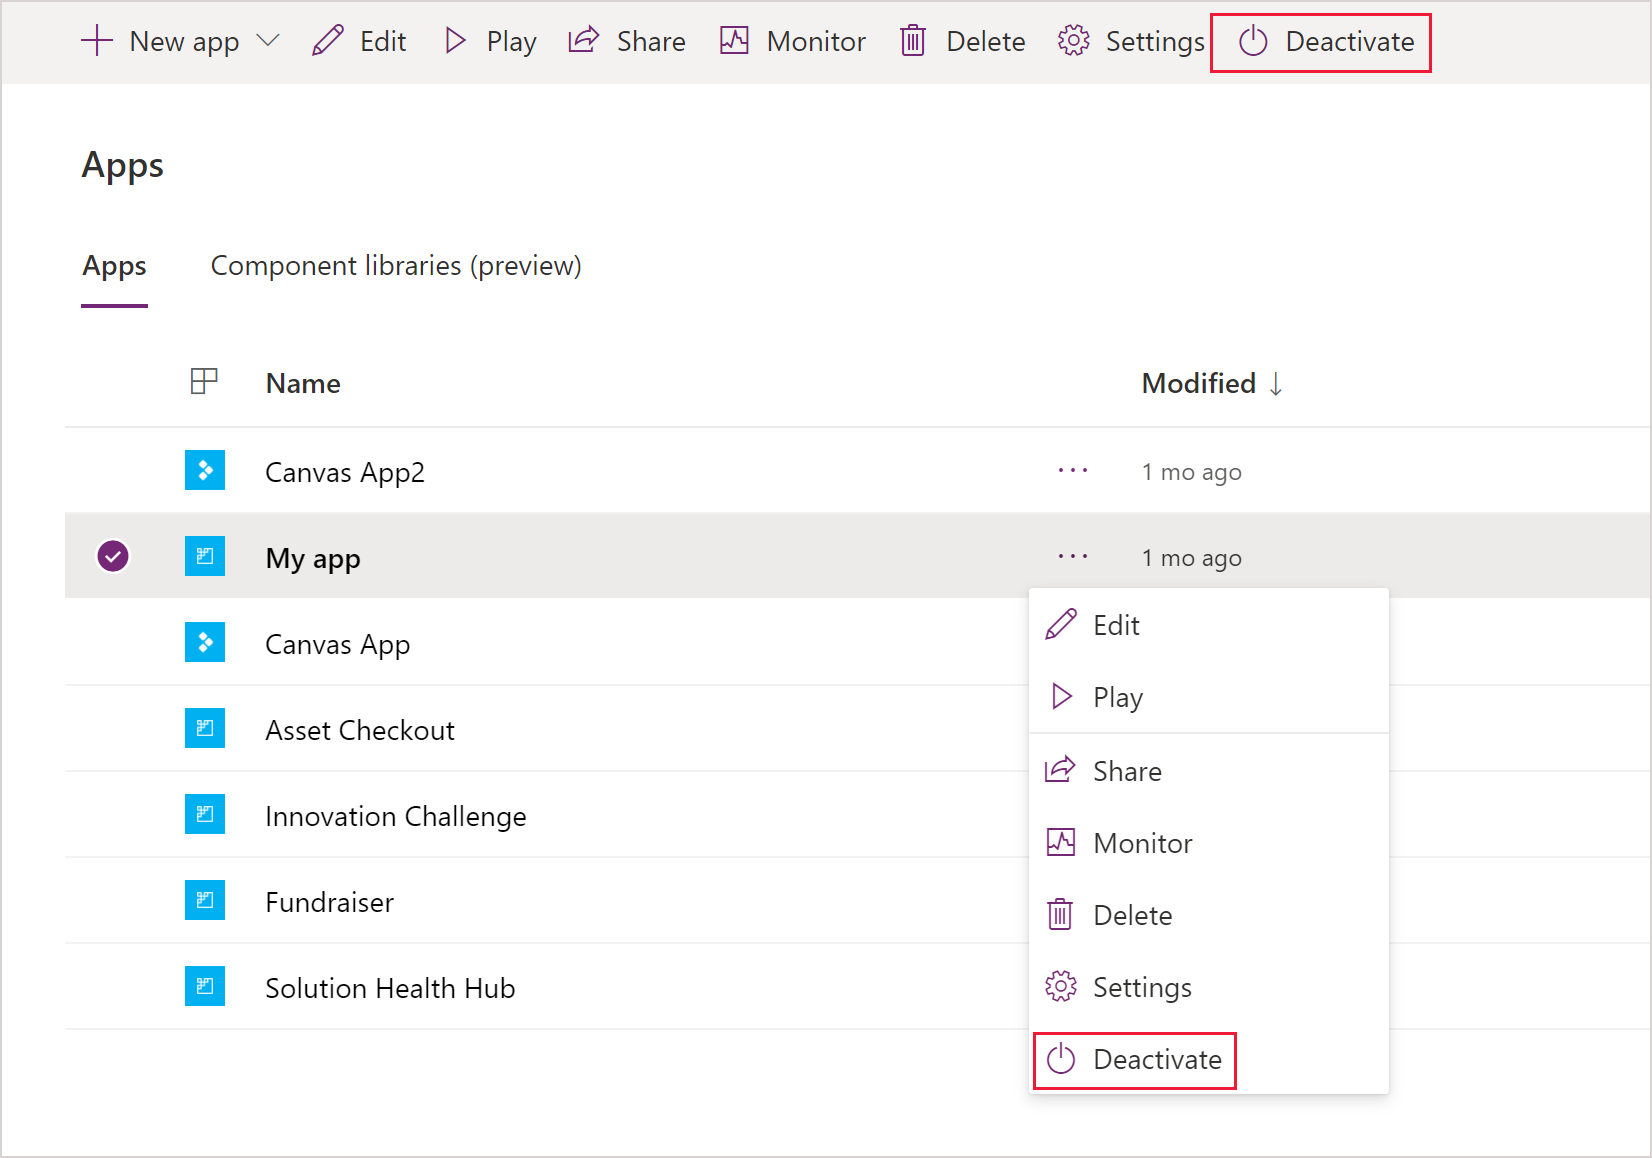 New app Edit Play Share Monitor Delete Settings Deactivate
Apps
Apps Component libraries (preview)
Name Modified ↓
Canvas App2 ··· 1 mo ago
My app ··· 1 mo ago
Canvas App
Asset Checkout
Innovation Challenge
Fundraiser
Solution Health Hub
Edit
Play
Share
Monitor
Delete
Settings
Deactivate